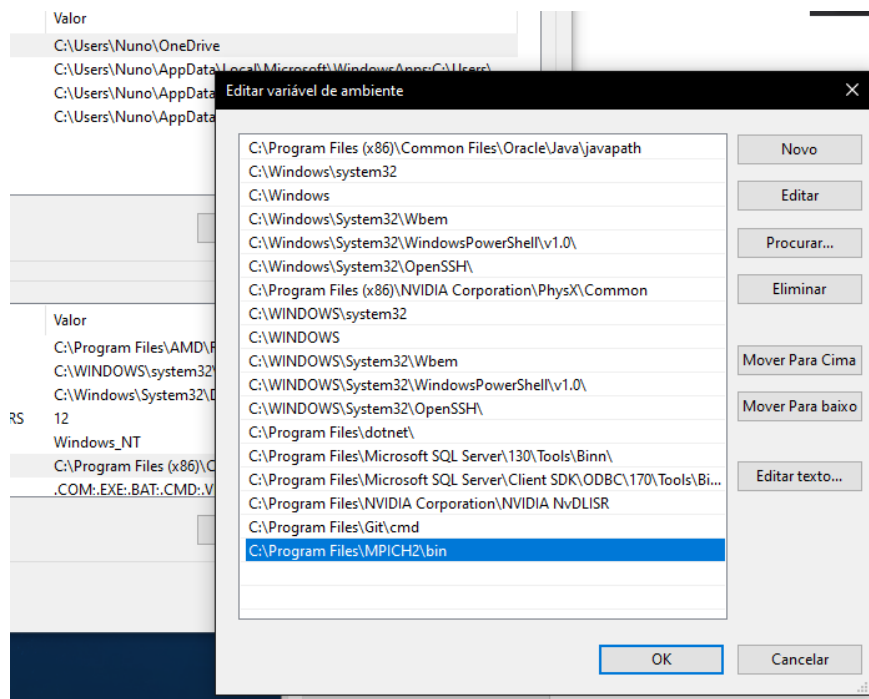 Valor
C:\Users\Nuno\OneDrive
C:\Users\Nuno\AppData\Local\Microsoft\WindowsApps;C:\Users\
C:\Users\Nuno\AppData
C:\Users\Nuno\AppData
Editar variável de ambiente
C:\Program Files (x86)\Common Files\Oracle\Java\javapath
Novo
C:\Windows\system32
C:\Windows
Editar
C:\Windows\System32\Wbem
C:\Windows\System32\WindowsPowerShell\v1.0\
Procurar...
C:\Windows\System32\OpenSSH\
C:\Program Files (x86)\NVIDIA Corporation\PhysX\Common
Eliminar
C:\WINDOWS\system32
C:\WINDOWS
C:\WINDOWS\System32\Wbem
Mover Para Cima
C:\WINDOWS\System32\WindowsPowerShell\v1.0\
C:\WINDOWS\System32\OpenSSH\
Mover Para baixo
C:\Program Files\dotnet\
C:\Program Files\Microsoft SQL Server\130\Tools\Binn\
C:\Program Files\Microsoft SQL Server\Client SDK\ODBC\170\Tools\Bi...
Editar texto...
C:\Program Files\NVIDIA Corporation\NVIDIA NvDLISR
C:\Program Files\Git\cmd
C:\Program Files\MPICH2\bin
OK
Cancelar
Valor
C:\Program Files\AMD\
C:\WINDOWS\system32
C:\Windows\System32\
RS 12
Windows_NT
C:\Program Files (x86)\C
.COM;.EXE;.BAT;.CMD;.V